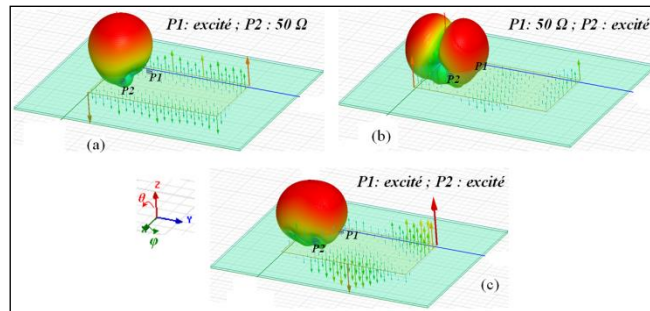 P1: excité ; P2 : 50 Ω
P1
P2
(a)
P1: 50 Ω ; P2 : excité
P1
P2
(b)
P1: excité ; P2 : excité
Z
θ
Y
φ
P1
P2
(c)